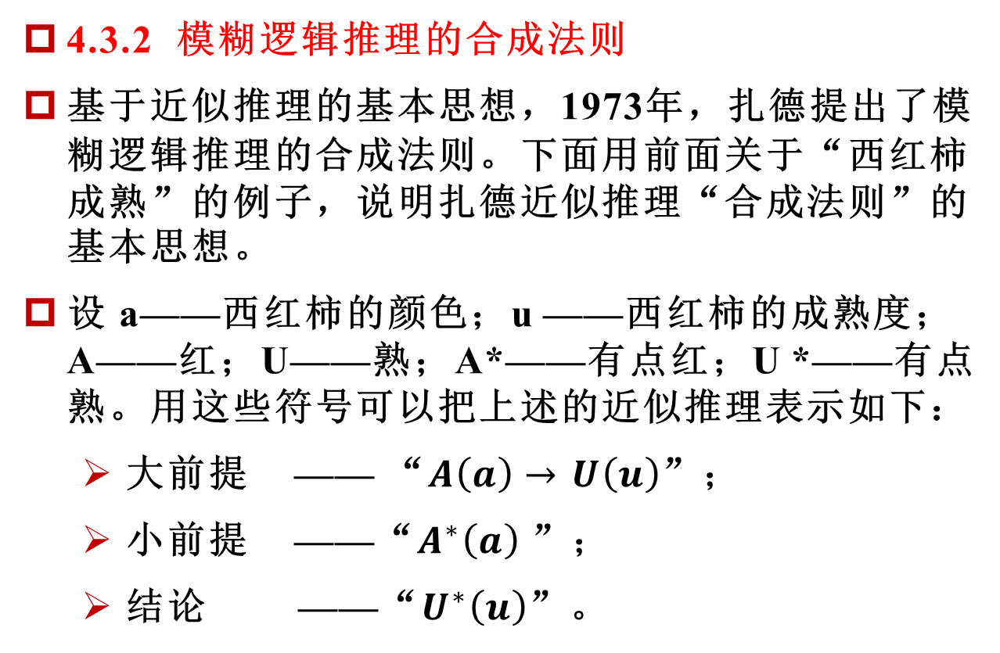 4.3.2 模糊逻辑推理的合成法则
基于近似推理的基本思想，1973年，扎德提出了模
糊逻辑推理的合成法则。下面用前面关于“西红柿
成熟”的例子，说明扎德近似推理“合成法则”的
基本思想。
设 a——西红柿的颜色；u ——西红柿的成熟度；
A——红；U——熟；A*——有点红；U *——有点
熟。用这些符号可以把上述的近似推理表示如下：
大前提 ——“A(a) → U(u)”；
小前提 ——“A*(a) ”；
结论 ——“U*(u)”。